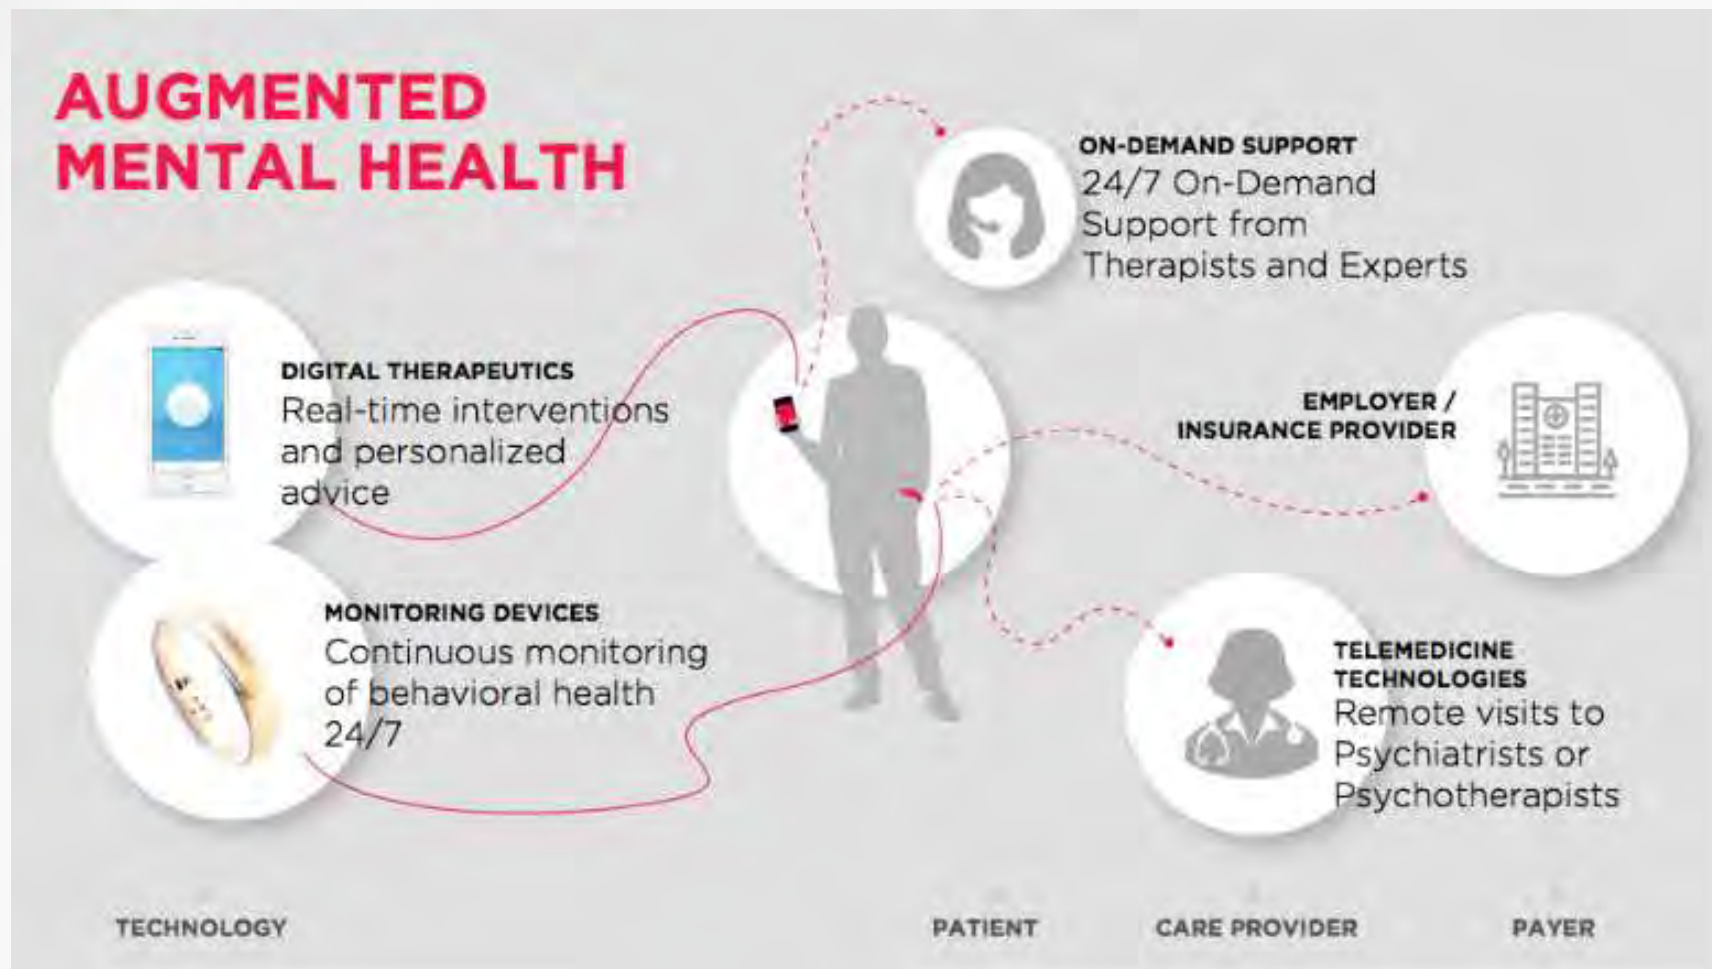 AUGMENTED
MENTAL HEALTH
ON-DEMAND SUPPORT
24/7 On-Demand
Support from
Therapists and Experts
DIGITAL THERAPEUTICS
Real-time interventions
and personalized
advice
EMPLOYER /
INSURANCE PROVIDER
MONITORING DEVICES
Continuous monitoring
of behavioral health
24/7
TELEMEDICINE
TECHNOLOGIES
Remote visits to
Psychiatrists or
Psychotherapists
TECHNOLOGY
PATIENT
CARE PROVIDER
PAYER